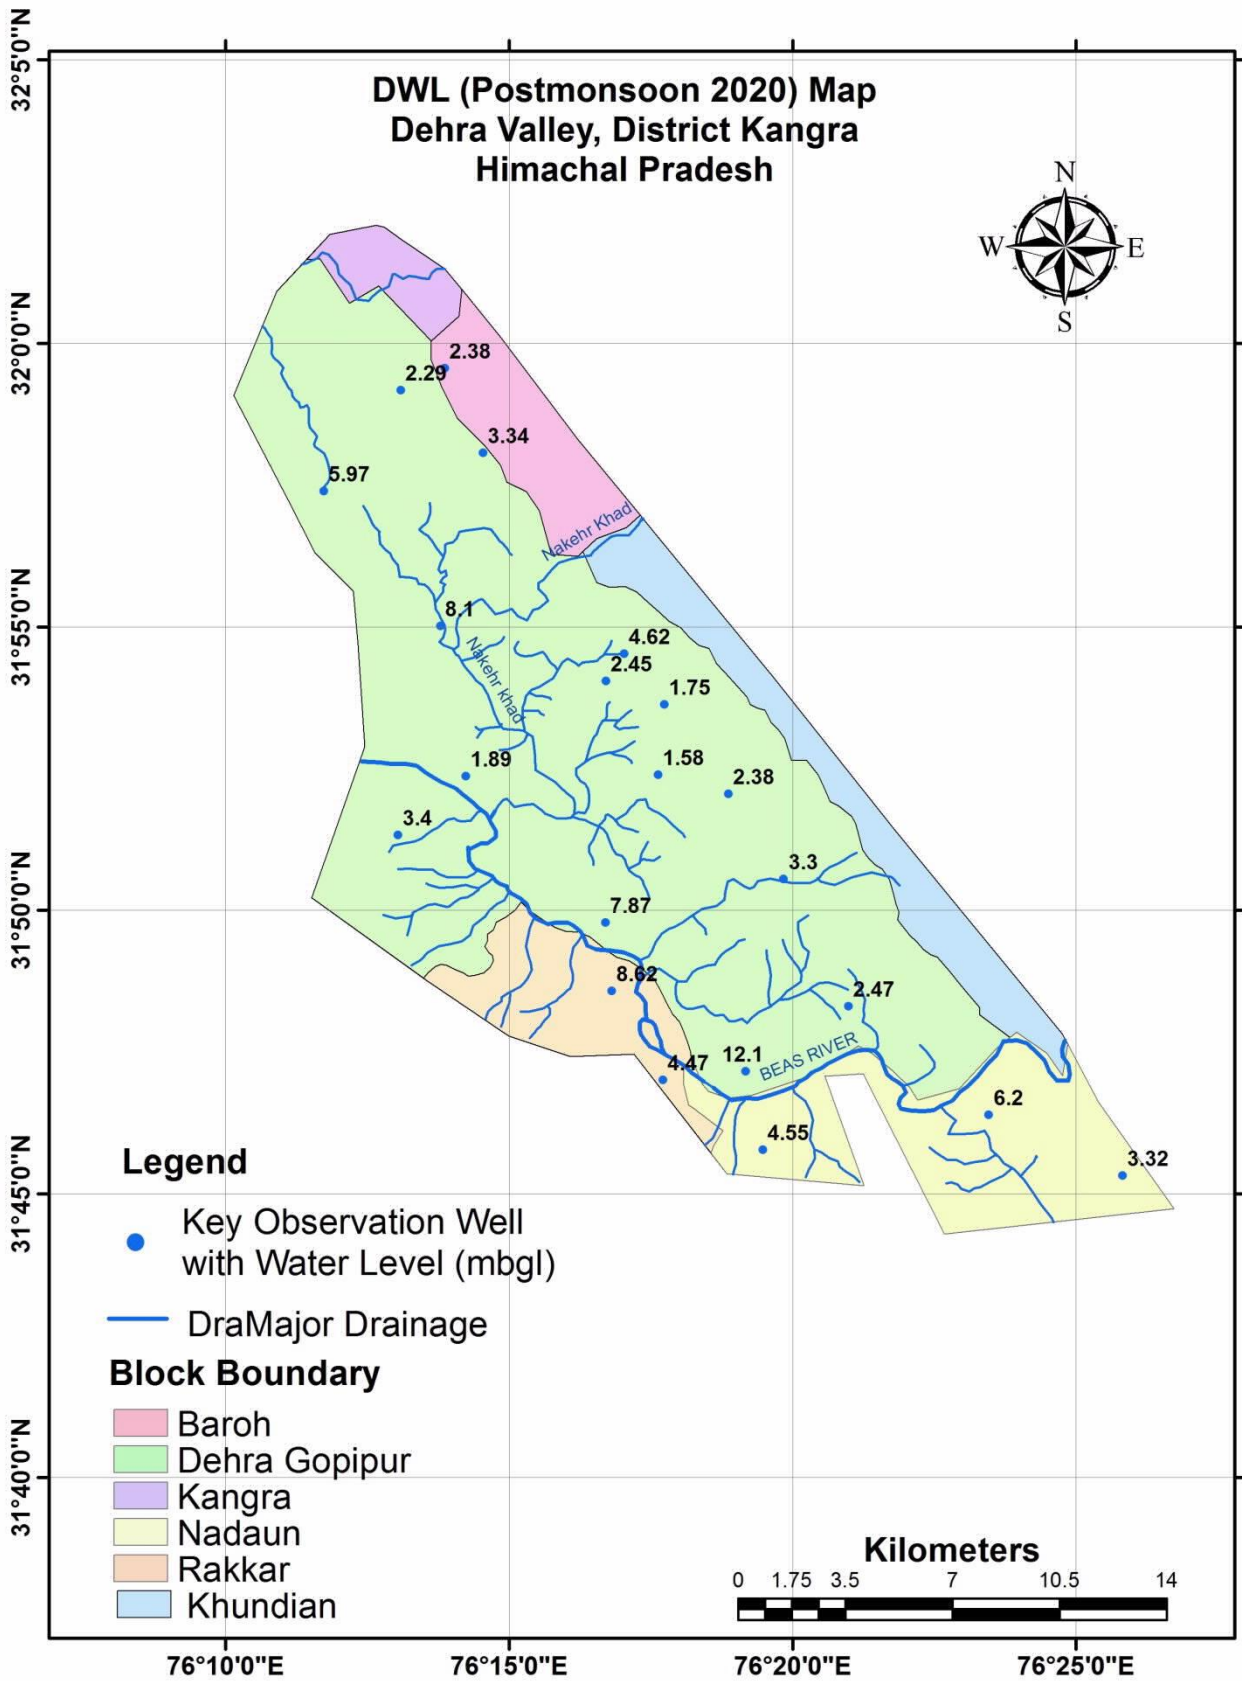 DWL (Postmonsoon 2020) Map
Dehra Valley, District Kangra
Himachal Pradesh
N
W
E
S
32°5'0"N
32°0'0"N
31°55'0"N
31°50'0"N
31°45'0"N
31°40'0"N
2.38
2.29
3.34
5.97
Nakehr Khad
8.1
4.62
Nakehr khad
2.45
1.75
1.89
1.58
2.38
3.4
3.3
7.87
8.62
2.47
12.1
BEAS RIVER
4.47
6.2
4.55
3.32
Legend
Key Observation Well
with Water Level (mbgl)
DraMajor Drainage
Block Boundary
Baroh
Dehra Gopipur
Kangra
Nadaun
Rakkar
Khundian
Kilometers
0 1.75 3.5 7 10.5 14
76°10'0"E 76°15'0"E 76°20'0"E 76°25'0"E